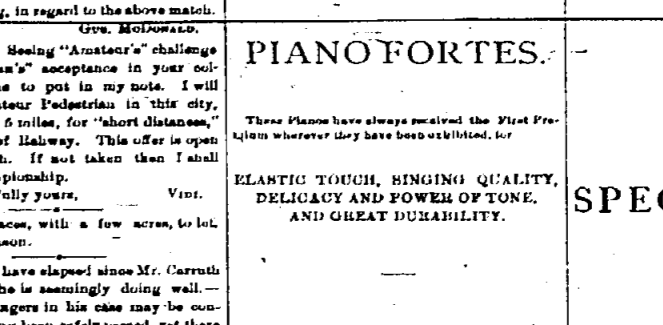 g, in regard to the above match.
GUS. MCDONALD.
Seeing "Amateur's" challenge
an's" acceptance in your col-
ns to put in my note. I will
teur Pedestrian in this city,
5 miles, for "short distances,"
of Rahway. This offer is open
h. If not taken then I shall
pionship.
fully yours, VIDI.
aces, with a few acres, to let,
ason.
have elapsed since Mr. Carruth
he is seemingly doing well.—
agers in his case may be con-
PIANO FORTES.
These Pianos have always received the First Pre-
mium wherever they have been exhibited, for
ELASTIC TOUCH, SINGING QUALITY,
DELICACY AND POWER OF TONE,
AND GREAT DURABILITY.
SPEC